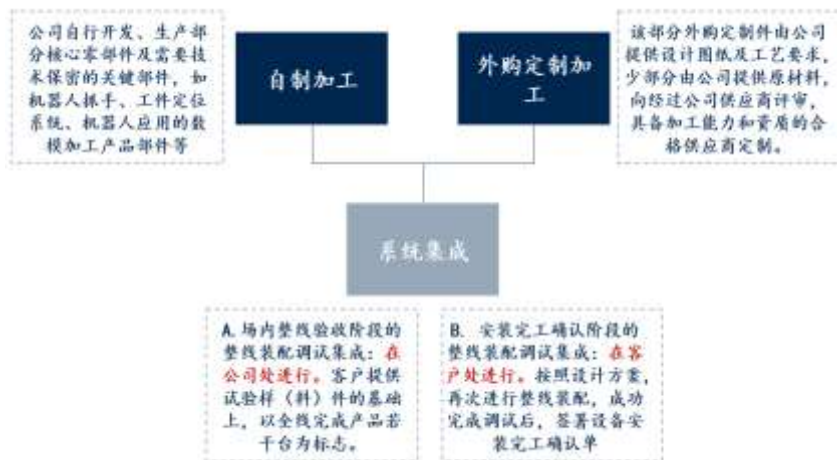 公司自行开发、生产部
分核心零部件及需要技
术保密的关键部件，如
机器人抓手、工件定位
系统、机器人应用的数
模加工产品部件等
自制加工
外购定制加
工
该部分外购定制件由公司
提供设计图纸及工艺要求，
少部分由公司提供原材料，
向经过公司供应商评审，
具备加工能力和资质的合
格供应商定制。
系统集成
A. 场内整线验收阶段的
整线装配调试集成：在
公司处进行。客户提供
试验样（料）件的基础
上，以全线完成产品若
干台为标志。
B. 安装完工确认阶段的
整线装配调试集成：在客
户处进行。按照设计方案，
再次进行整线装配，成功
完成调试后，签署设备安
装完工确认单